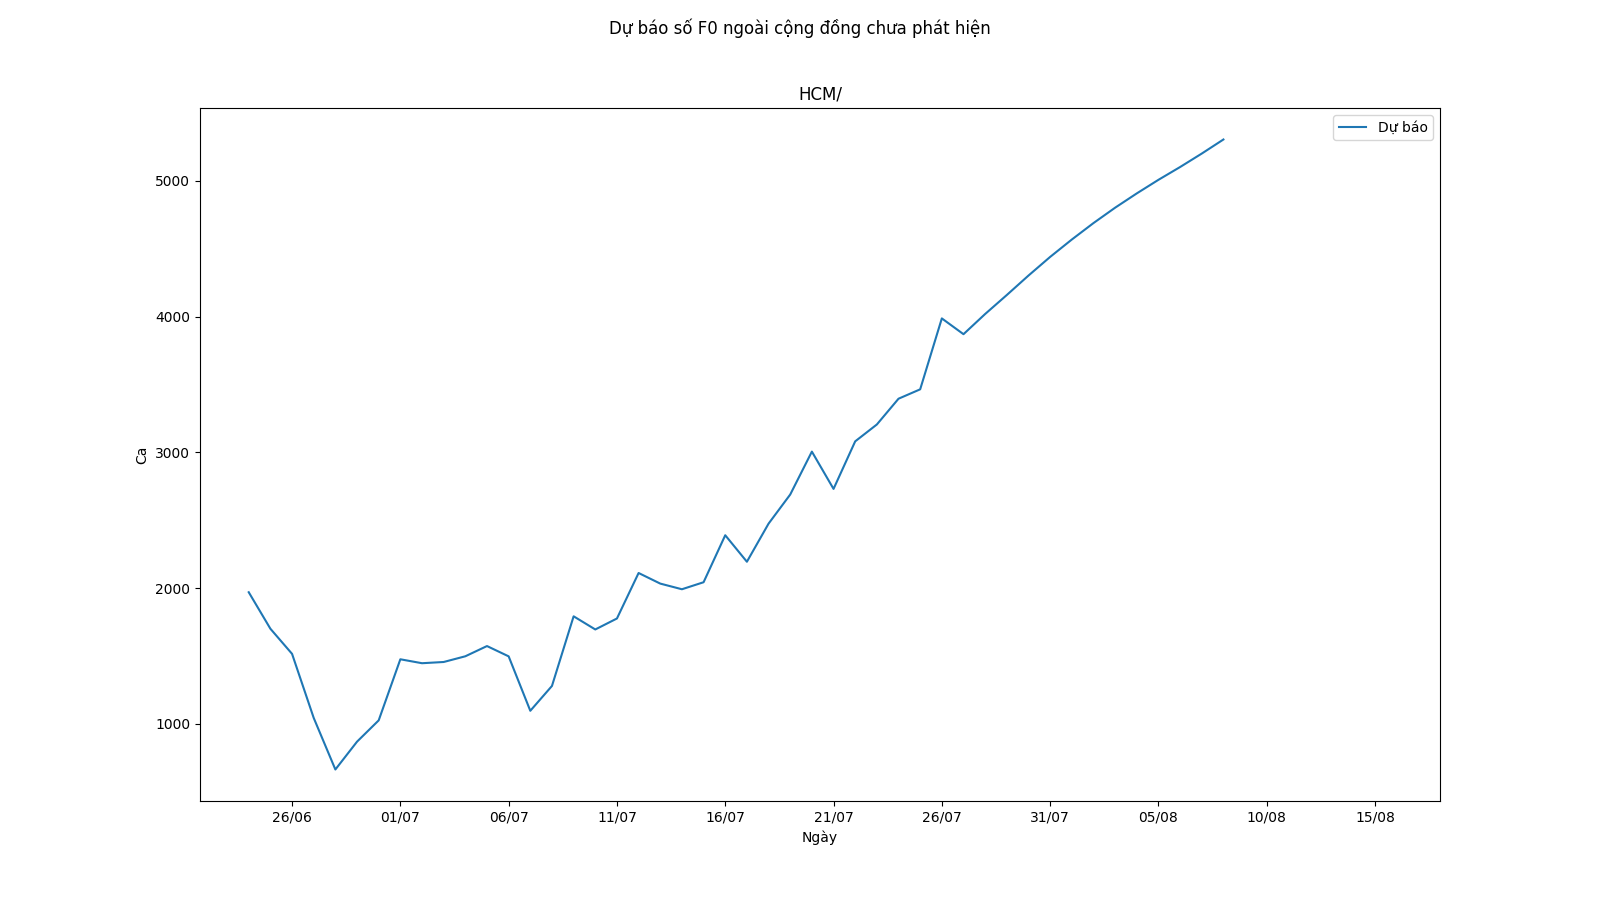 Dự báo số F0 ngoài cộng đồng chưa phát hiện
HCM/
Dự báo
5000
4000
3000
2000
1000
Ca
26/06 01/07 06/07 11/07 16/07 21/07 26/07 31/07 05/08 10/08 15/08
Ngày